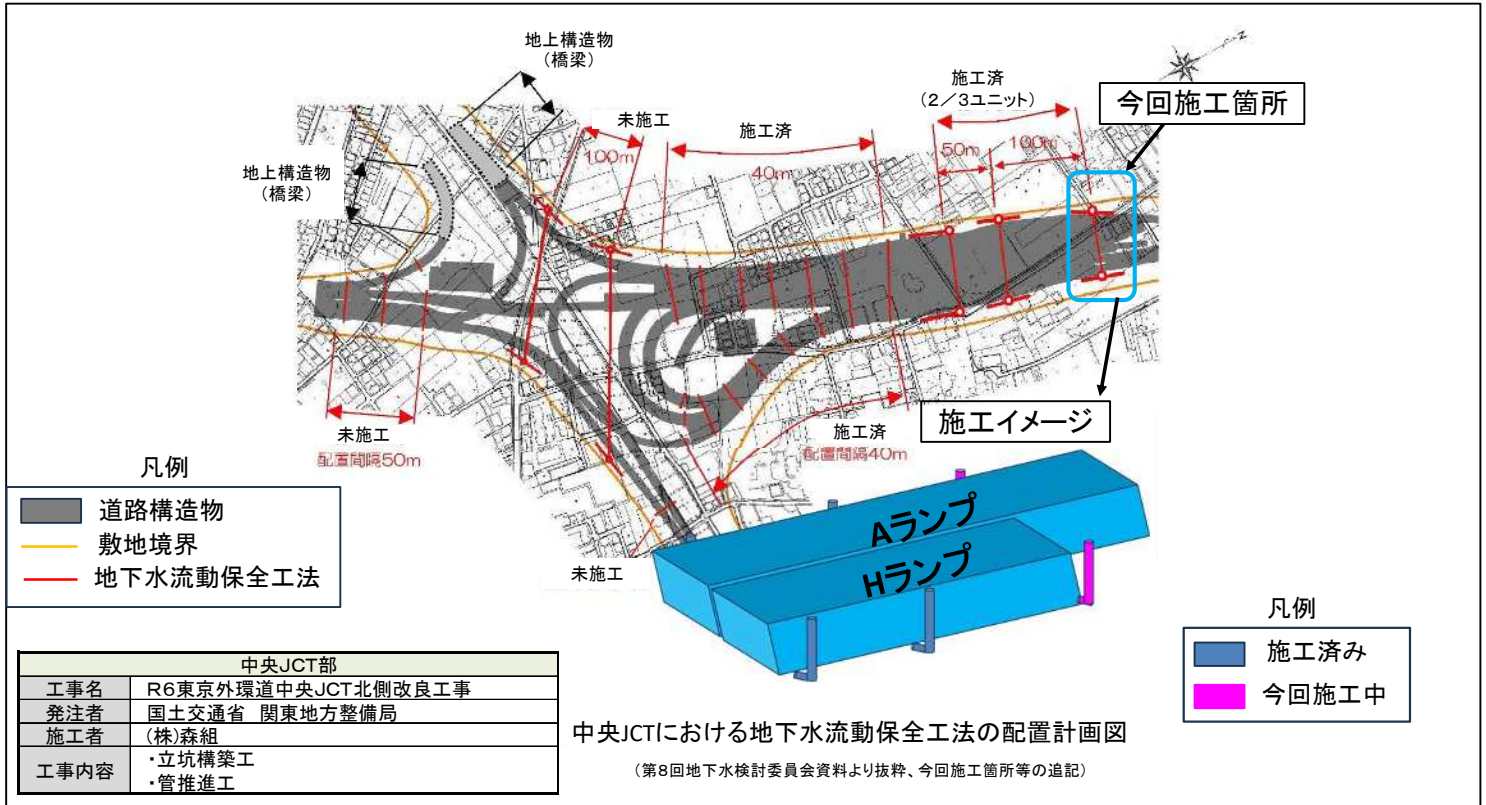 地上構造物
（橋梁）
地上構造物
（橋梁）
未施工
100m
施工済
40m
施工済
（2／3ユニット）
50m
100m
N
今回施工箇所
施工イメージ
未施工
配置間隔50m
施工済
配置間隔40m
未施工
凡例
道路構造物
敷地境界
地下水流動保全工法
Aランプ
Hランプ
凡例
施工済み
今回施工中
中央JCT部
工事名 R6東京外環道中央JCT北側改良工事
発注者 国土交通省 関東地方整備局
施工者 (株)森組
工事内容 ・立坑構築工
・管推進工
中央JCTにおける地下水流動保全工法の配置計画図
（第8回地下水検討委員会資料より抜粋、今回施工箇所等の追記）